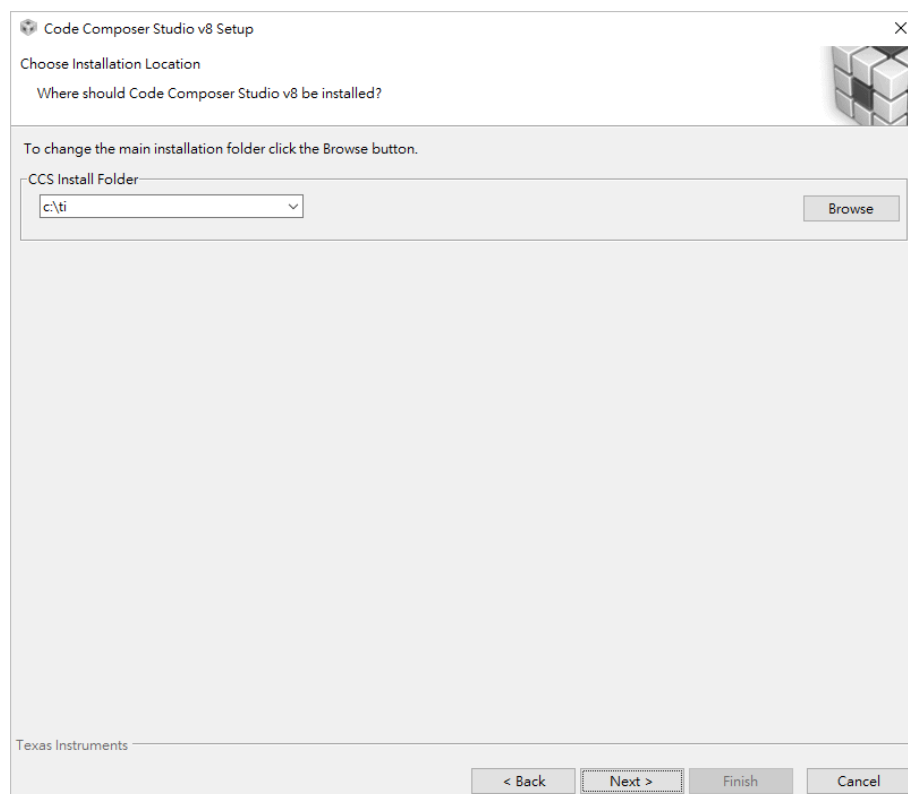 Code Composer Studio v8 Setup
Choose Installation Location
Where should Code Composer Studio v8 be installed?
To change the main installation folder click the Browse button.
CCS Install Folder
c:\ti
Browse
Texas Instruments
< Back Next > Finish Cancel